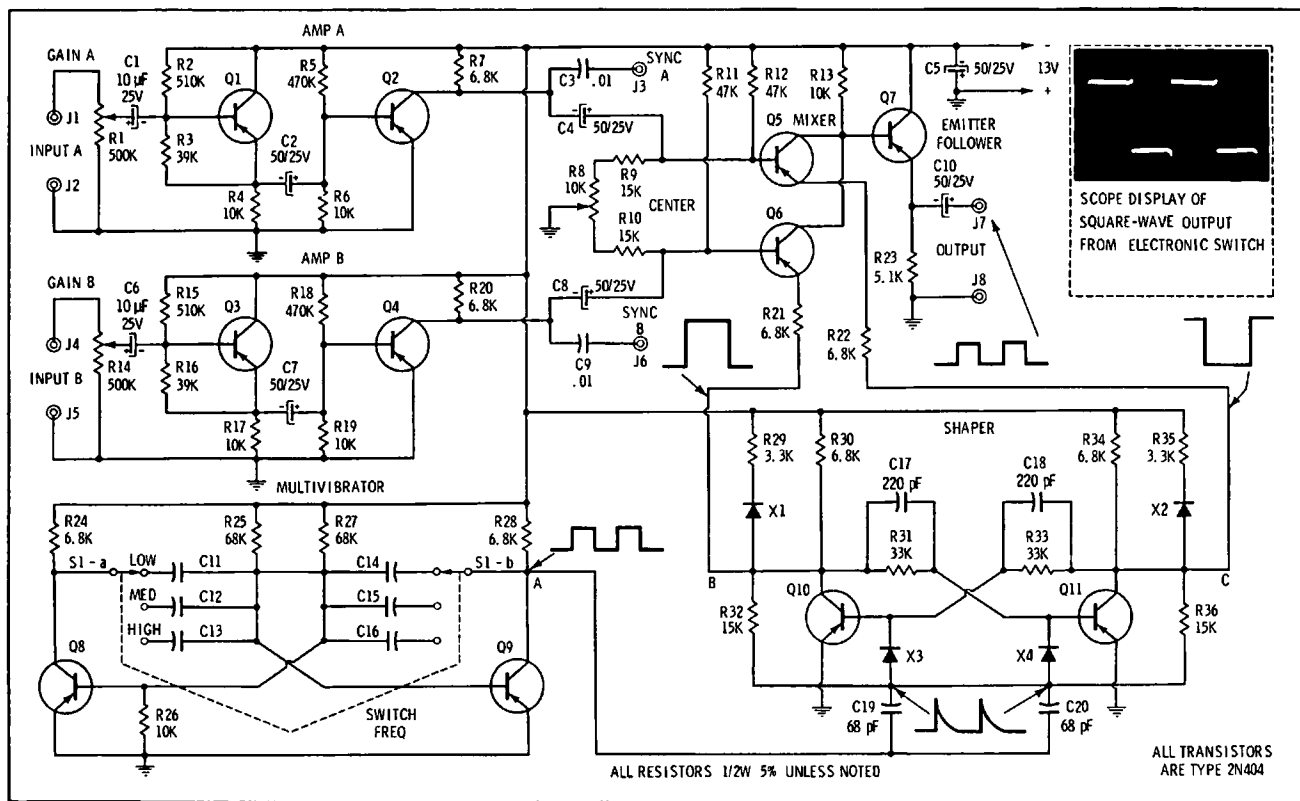 AMP A
GAIN A
C1
10 µF
25V
R2
510K
Q1
R5
470K
Q2
R7
6.8K
C3
.01
SYNC
A
J3
J1
INPUT A
J2
R1
500K
R3
39K
C2
50/25V
R4
10K
R6
10K
C4
50/25V
R8
10K
R9
15K
CENTER
R10
15K
R11
47K
R12
47K
R13
10K
Q5
MIXER
Q6
Q7
C5
50/25V
-
13V
+
EMITTER
FOLLOWER
C10
50/25V
J7
OUTPUT
J8
R23
5.1K
SCOPE DISPLAY OF
SQUARE-WAVE OUTPUT
FROM ELECTRONIC SWITCH
AMP B
GAIN B
C6
10 µF
25V
R15
510K
Q3
R18
470K
Q4
R20
6.8K
C8
50/25V
SYNC
B
J6
C9
.01
J4
INPUT B
J5
R14
500K
R16
39K
C7
50/25V
R17
10K
R19
10K
R21
6.8K
R22
6.8K
MULTIVIBRATOR
R24
6.8K
R25
68K
R27
68K
R28
6.8K
S1-a
LOW
C11
C14
S1-b
A
MED
C12
C15
HIGH
C13
C16
Q8
Q9
R26
10K
SWITCH
FREQ
SHAPER
R29
3.3K
R30
6.8K
R34
6.8K
R35
3.3K
C17
220 pF
C18
220 pF
X1
X2
R31
33K
R33
33K
B
C
Q10
Q11
R32
15K
R36
15K
X3
X4
C19
68 pF
C20
68 pF
ALL RESISTORS 1/2W 5% UNLESS NOTED
ALL TRANSISTORS
ARE TYPE 2N404